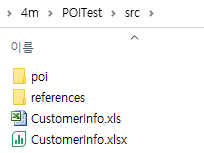 > 4m > POITest > src >
이름
poi
references
CustomerInfo.xls
CustomerInfo.xlsx